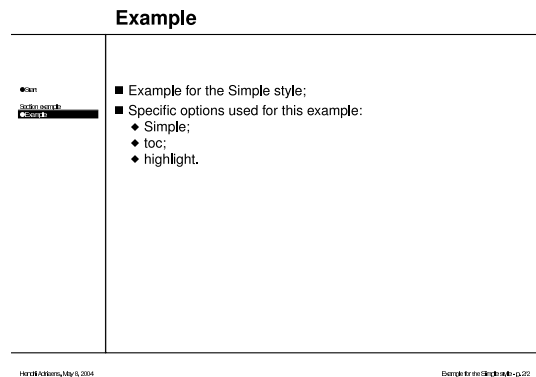 Example
●Start
Section example
●Example
■ Example for the Simple style;
■ Specific options used for this example:
◆ Simple;
◆ toc;
◆ highlight.
Hendri Adriaens, May 8, 2004
Example for the Simple style - p. 2/2